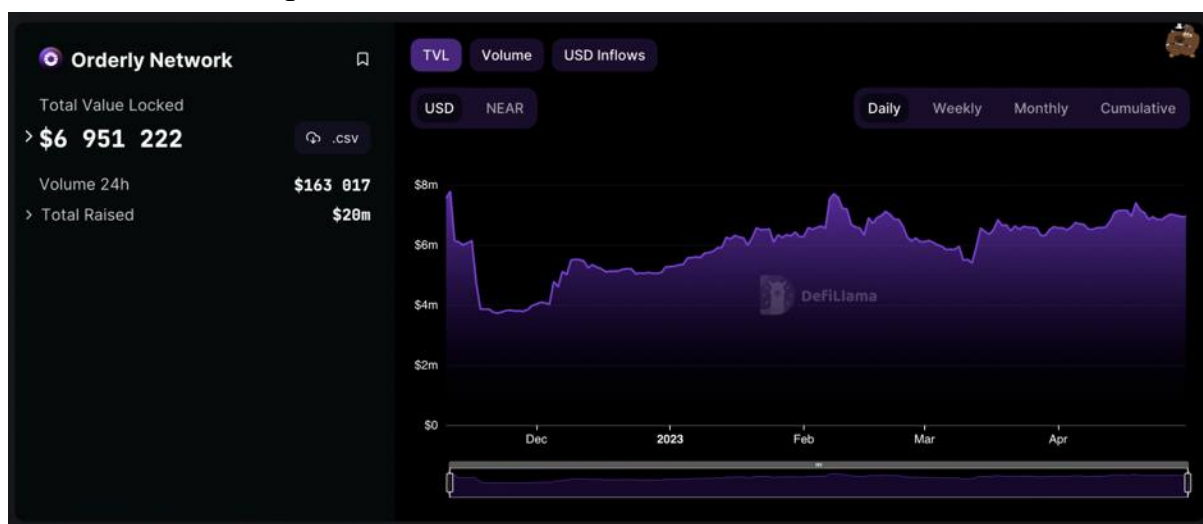 Orderly Network
Total Value Locked
$6 951 222
.csv
Volume 24h
$163 017
Total Raised
$20m
TVL
Volume
USD Inflows
USD
NEAR
Daily
Weekly
Monthly
Cumulative
$8m
$6m
$4m
$2m
$0
DefiLlama
Dec
2023
Feb
Mar
Apr